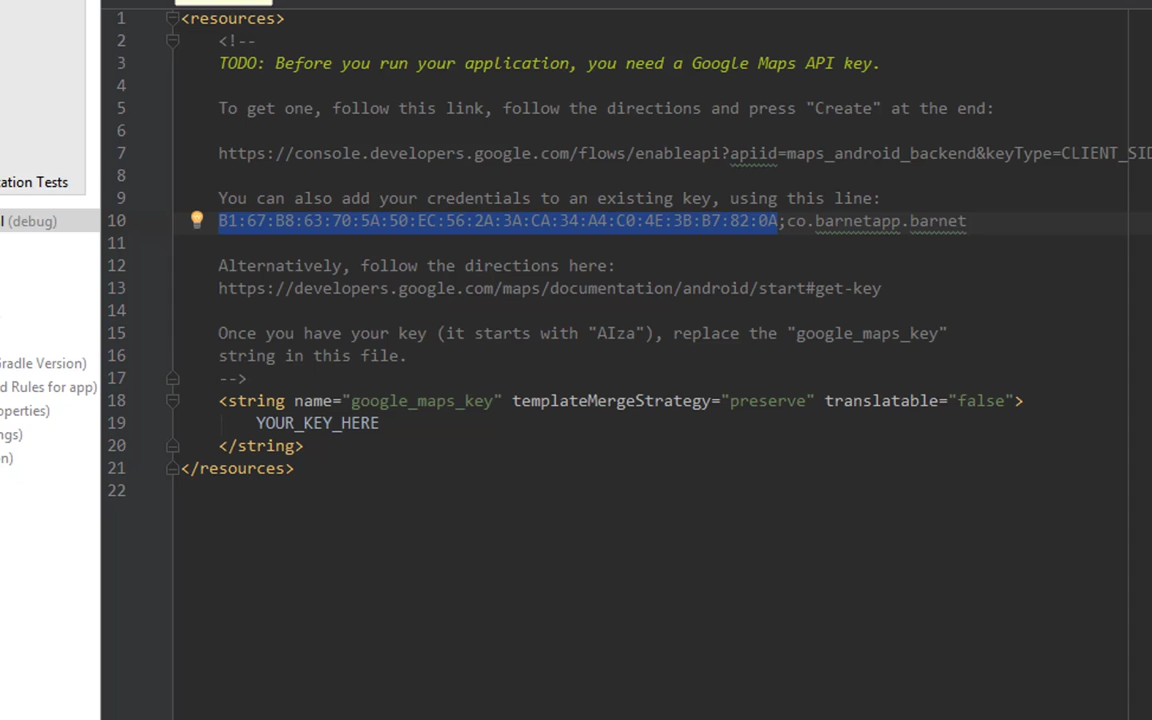 1 <resources>
2 <!--
3 TODO: Before you run your application, you need a Google Maps API key.
4
5 To get one, follow this link, follow the directions and press "Create" at the end:
6
7 https://console.developers.google.com/flows/enableapi?apiid=maps_android_backend&keyType=CLIENT_SID
8
ation Tests
9 You can also add your credentials to an existing key, using this line:
l (debug)
10 B1:67:B8:63:70:5A:50:EC:56:2A:3A:CA:34:A4:C0:4E:3B:B7:82:0A;co.barnetapp.barnet
11
12 Alternatively, follow the directions here:
13 https://developers.google.com/maps/documentation/android/start#get-key
14
15 Once you have your key (it starts with "AIza"), replace the "google_maps_key"
16 string in this file.
radle Version)
17 -->
d Rules for app)
18 <string name="google_maps_key" templateMergeStrategy="preserve" translatable="false">
operties)
19 YOUR_KEY_HERE
ngs)
20 </string>
n)
21 </resources>
22